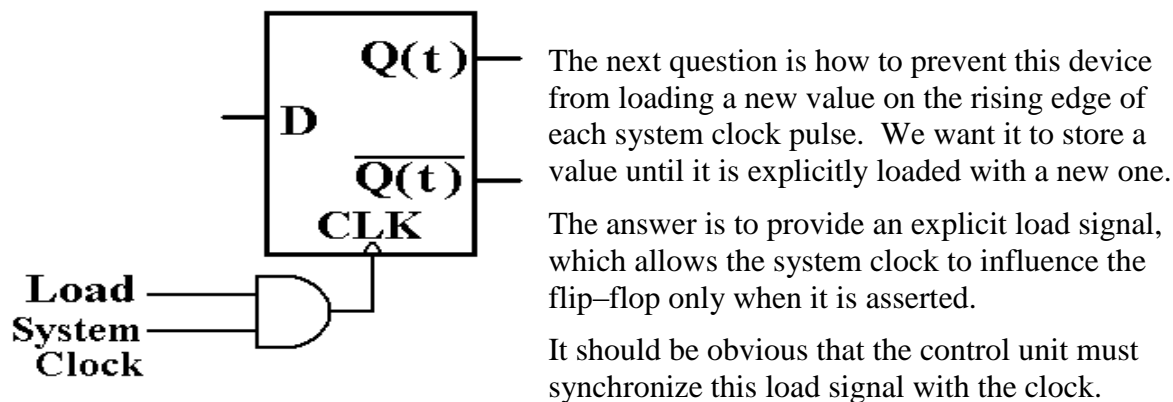 Q(t)
D
Q(t)
CLK
Load
System
Clock
The next question is how to prevent this device
from loading a new value on the rising edge of
each system clock pulse.  We want it to store a
value until it is explicitly loaded with a new one.
The answer is to provide an explicit load signal,
which allows the system clock to influence the
flip–flop only when it is asserted.
It should be obvious that the control unit must
synchronize this load signal with the clock.